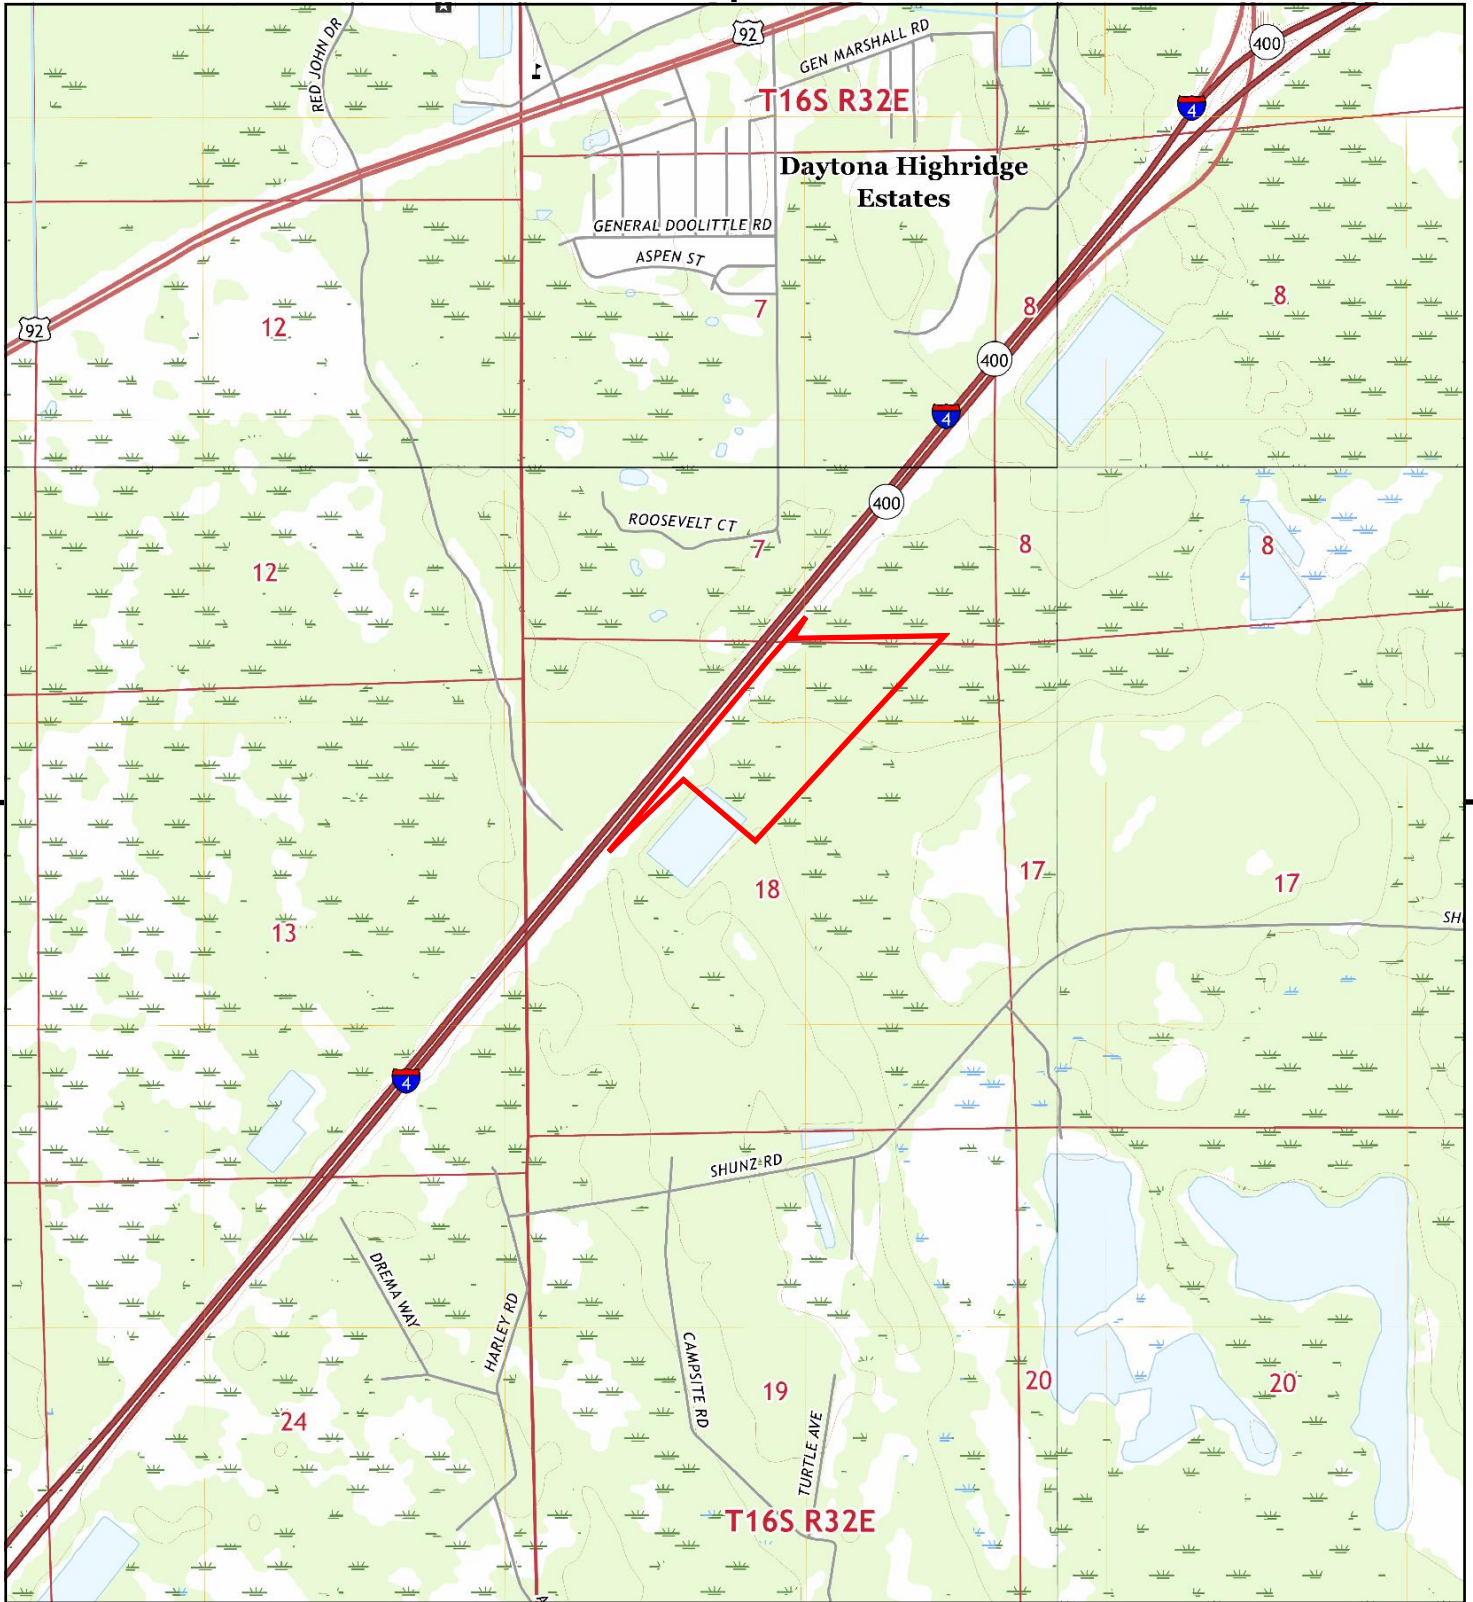 92
GEN MARSHALL RD
400
RED JOHN DR
T16S R32E
4
Daytona Highridge
Estates
GENERAL DOOLITTLE RD
ASPEN ST
7
8
8
12
92
400
4
400
ROOSEVELT CT
7
8
8
12
18
17
17
13
SH
4
SHUNZ RD
DREMA WAY
HARLEY RD
CAMPSITE RD
19
20
20
24
TURTLE AVE
T16S R32E